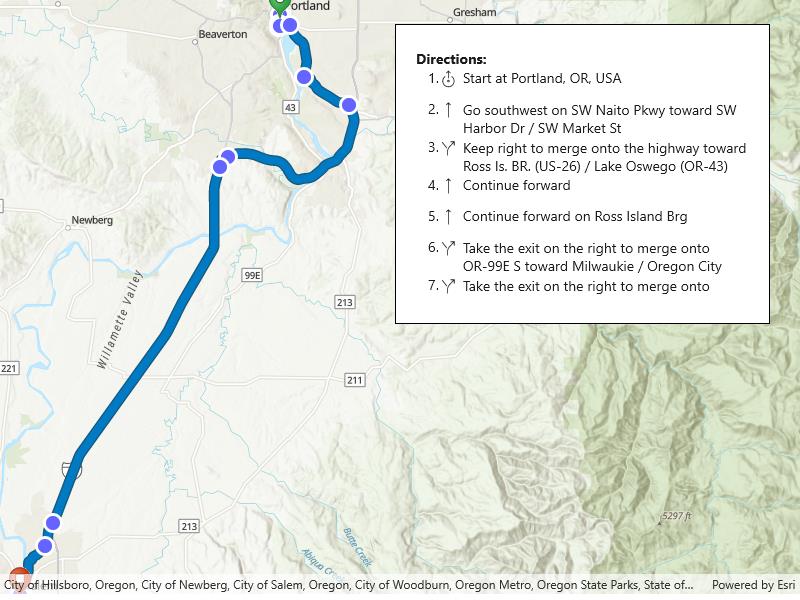 ortland
Gresham
Beaverton
43
Newberg
99E
Willamette Valley
213
221
211
213
5297 ft
Butte Creek
Abiqua Creek
Directions:
1. Start at Portland, OR, USA
2. Go southwest on SW Naito Pkwy toward SW
Harbor Dr / SW Market St
3. Keep right to merge onto the highway toward
Ross Is. BR. (US-26) / Lake Oswego (OR-43)
4. Continue forward
5. Continue forward on Ross Island Brg
6. Take the exit on the right to merge onto
OR-99E S toward Milwaukie / Oregon City
7. Take the exit on the right to merge onto
City of Hillsboro, Oregon, City of Newberg, City of Salem, Oregon, City of Woodburn, Oregon Metro, Oregon State Parks, State of...
Powered by Esri